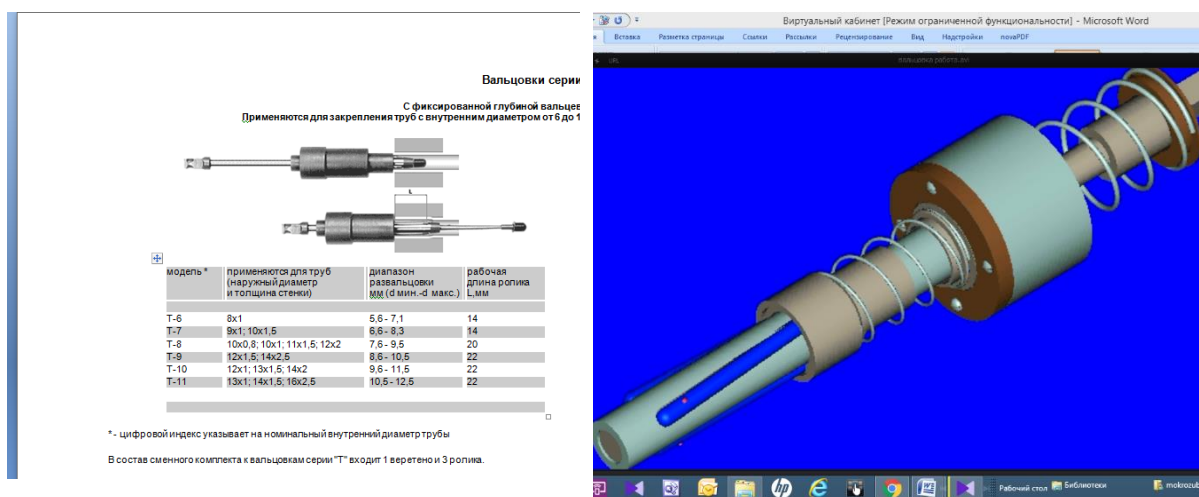 Вальцовки серии
С фиксированной глубиной вальцев
Применяются для закрепления труб с внутренним диаметром от 6 до 1
L
модель * применяются для труб (наружный диаметр и толщина стенки) диапазон развальцовки мм (d мин.-d макс.) рабочая длина ролика L,мм
Т-6 8х1 5,6 - 7,1 14
Т-7 9х1; 10х1,5 6,6 - 8,3 14
Т-8 10х0,8; 10х1; 11х1,5; 12х2 7,6 - 9,5 20
Т-9 12х1,5; 14х2,5 8,6 - 10,5 22
Т-10 12х1; 13х1,5; 14х2 9,6 - 11,5 22
Т-11 13х1; 14х1,5; 16х2,5 10,5 - 12,5 22
* - цифровой индекс указывает на номинальный внутренний диаметр трубы
В состав сменного комплекта к вальцовкам серии "Т" входит 1 веретено и 3 ролика.
Виртуальный кабинет [Режим ограниченной функциональности] - Microsoft Word
Вставка Разметка страницы Ссылки Рассылки Рецензирование Вид Надстройки novaPDF
URL
hp
Рабочий стол Библиотеки mokrozub